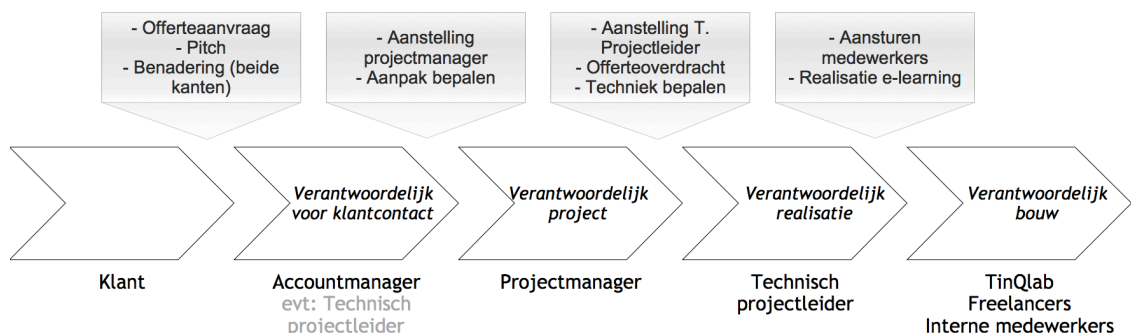 - Offerteaanvraag
- Pitch
- Benadering (beide
kanten)
- Aanstelling
projectmanager
- Aanpak bepalen
- Aanstelling T.
Projectleider
- Offerteoverdracht
- Techniek bepalen
- Aansturen
medewerkers
- Realisatie e-learning
Verantwoordelijk
voor klantcontact
Verantwoordelijk
project
Verantwoordelijk
realisatie
Verantwoordelijk
bouw
Klant
Accountmanager
evt: Technisch
projectleider
Projectmanager
Technisch
projectleider
TinQlab
Freelancers
Interne medewerkers